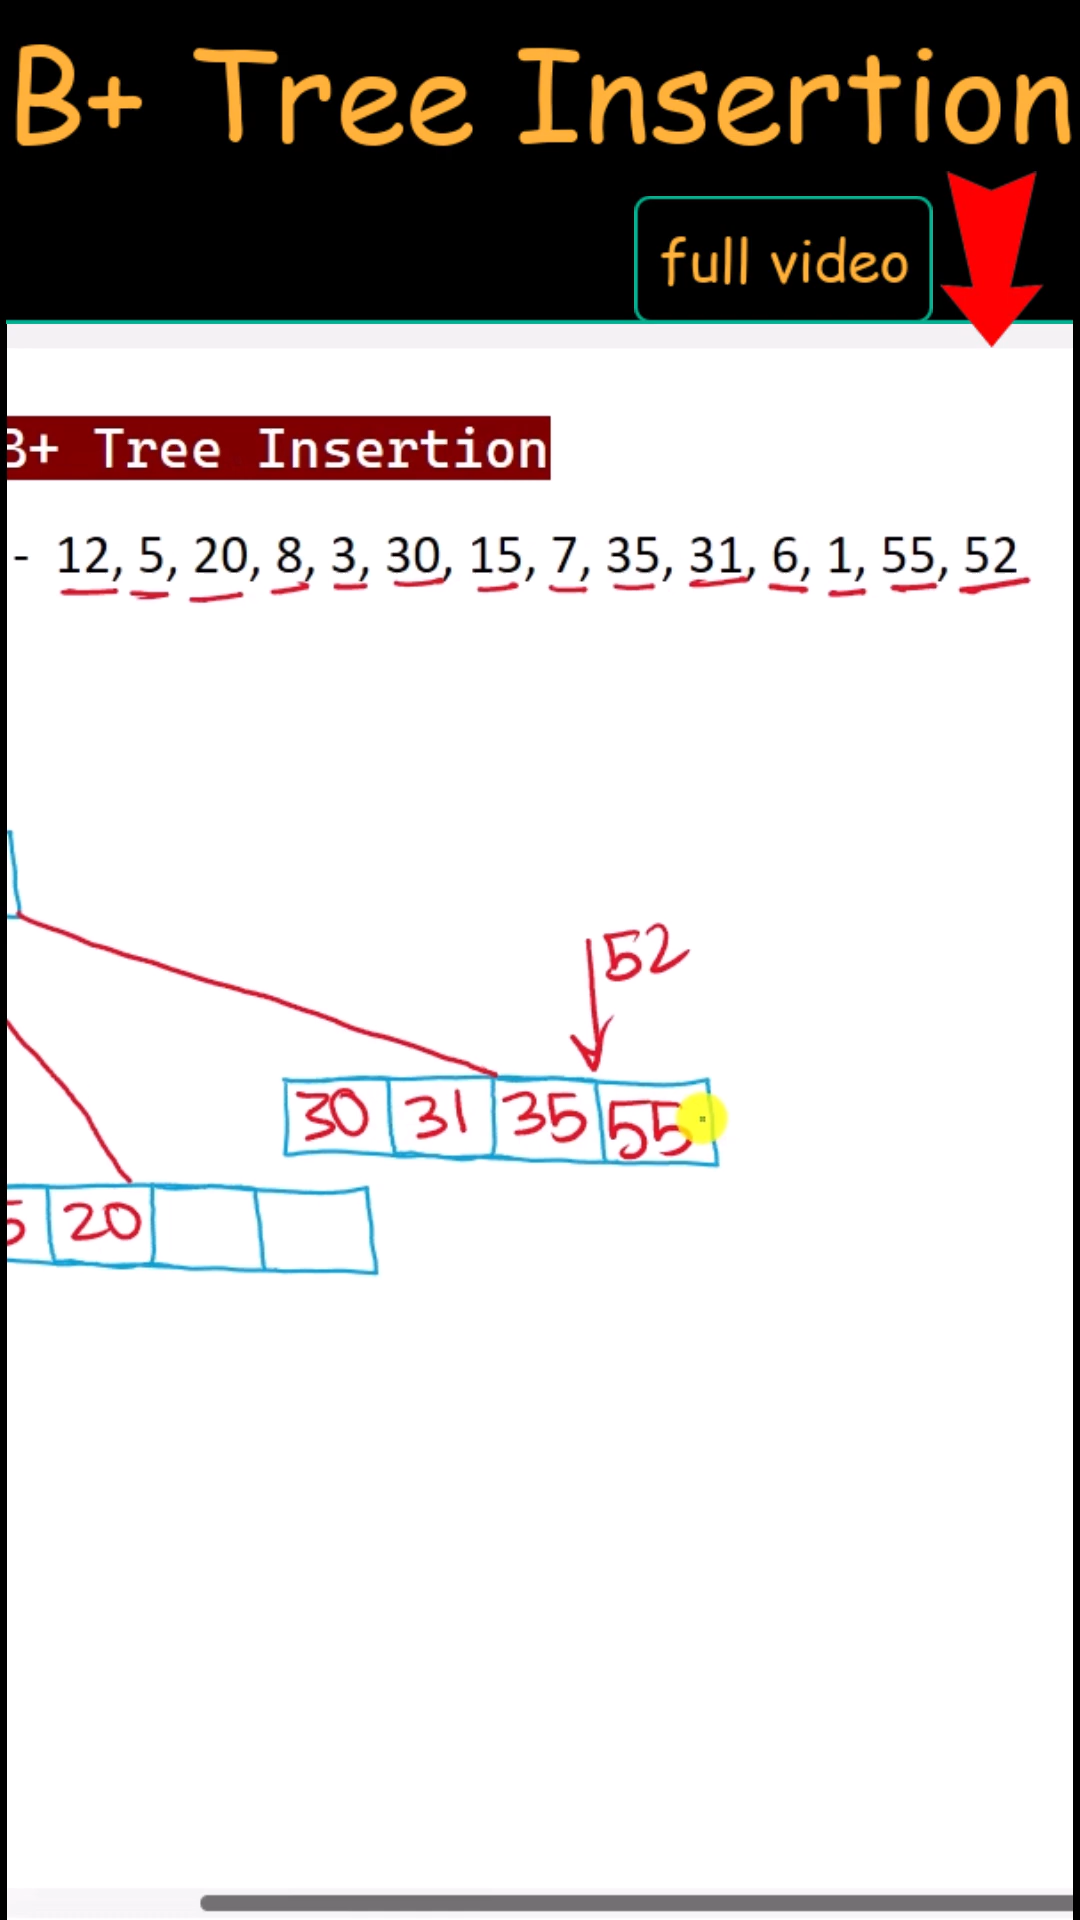 B+ Tree Insertion
full video
B+ Tree Insertion
- 12, 5, 20, 8, 3, 30, 15, 7, 35, 31, 6, 1, 55, 52
52
30 31 35 55
5 20